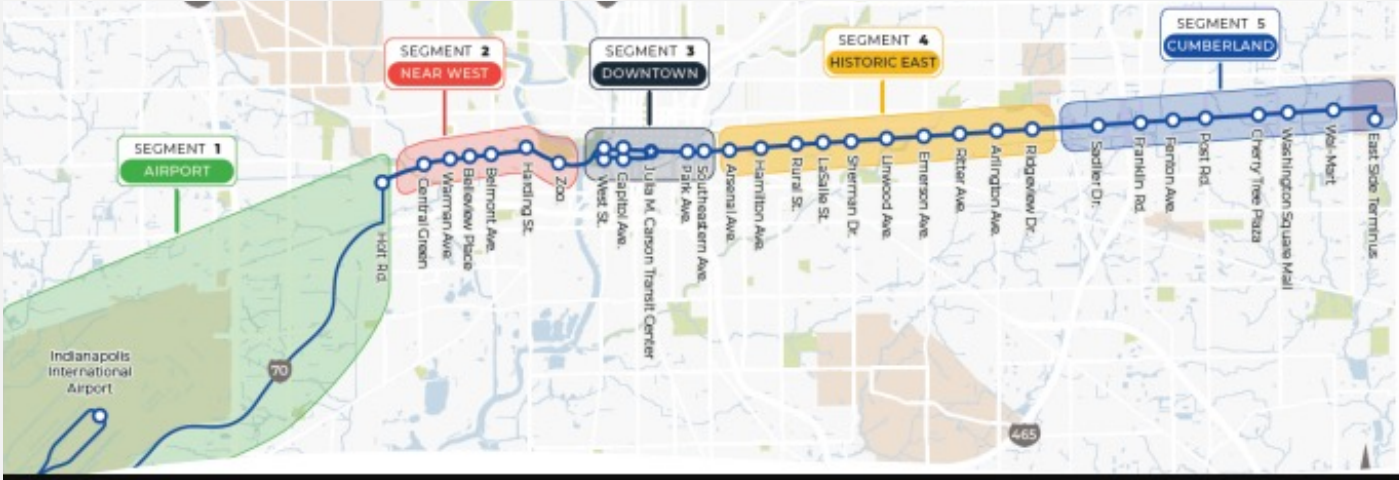 SEGMENT 1
AIRPORT
SEGMENT 2
NEAR WEST
SEGMENT 3
DOWNTOWN
SEGMENT 4
HISTORIC EAST
SEGMENT 5
CUMBERLAND
Indianapolis
International
Airport
70
465
Holt Rd.
Central Green
Warman Ave.
Belleview Place
Belmont Ave.
Harding St.
Zoo
West St.
Capitol Ave.
Julia M. Carson Transit Center
Park Ave.
Southeastern Ave.
Arsenal Ave.
Hamilton Ave.
Rural St.
LaSalle St.
Sherman Dr.
Linwood Ave.
Emerson Ave.
Ritter Ave.
Arlington Ave.
Ridgeview Dr.
Sadlier Dr.
Franklin Rd.
Fenton Ave.
Post Rd.
Cherry Tree Plaza
Washington Square Mall
Wal-Mart
East Side Terminus